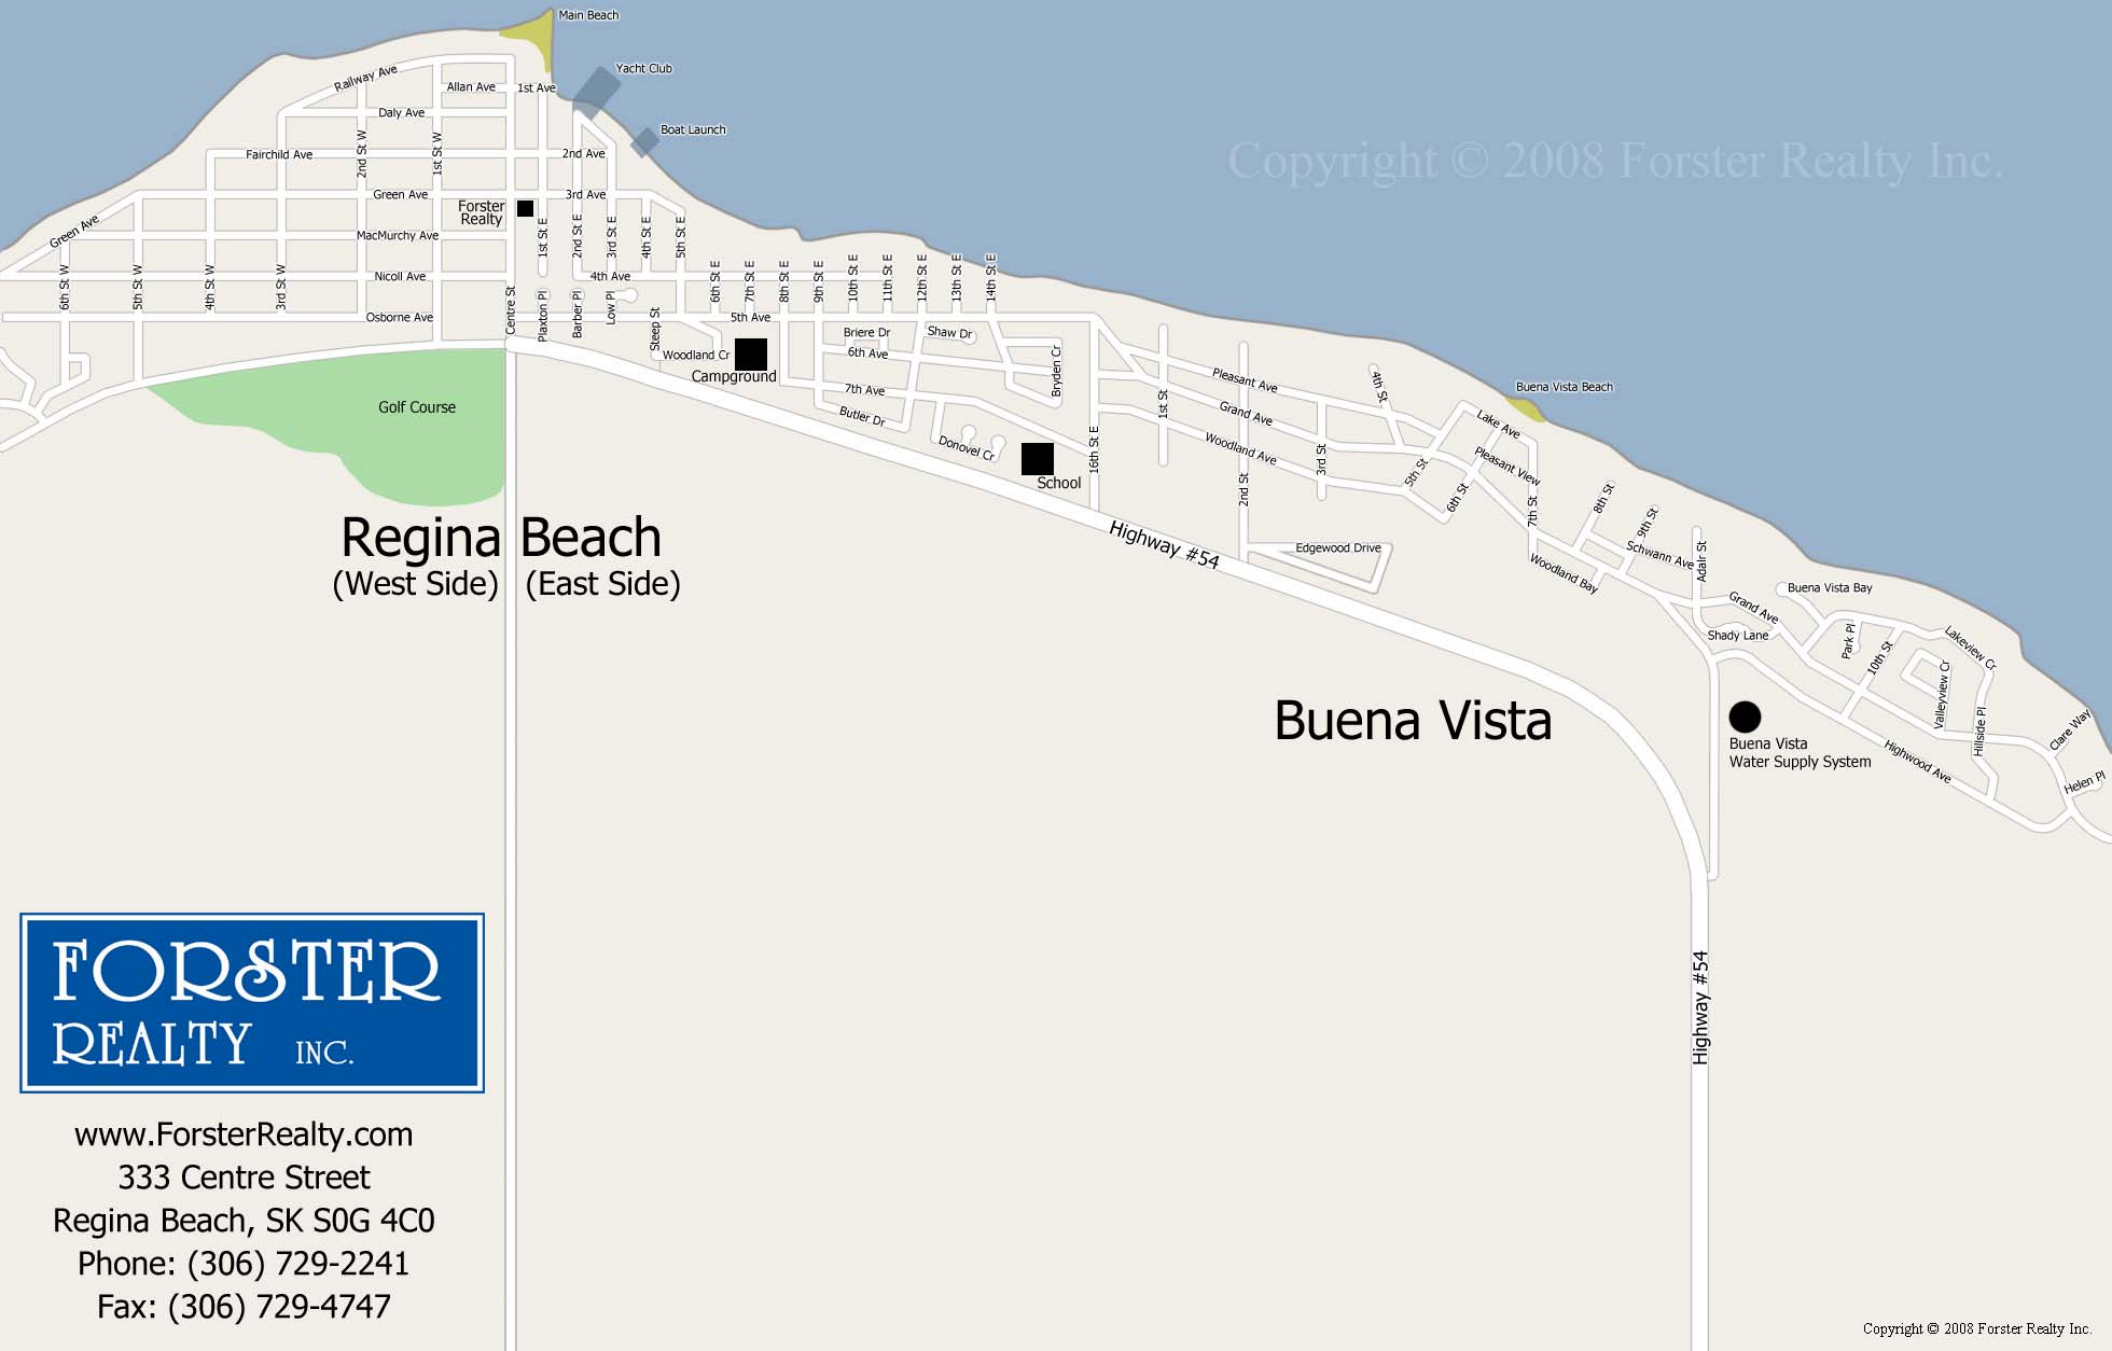 Main Beach
Yacht Club
Railway Ave
Allan Ave
1st Ave
Daly Ave
Boat Launch
Fairchild Ave
2nd St W
1st St W
2nd Ave
Copyright © 2008 Forster Realty Inc.
Green Ave
3rd Ave
Forster
Realty
Green Ave
MacMurchy Ave
1st St E
2nd St E
3rd St E
4th St E
5th St E
Nicoll Ave
4th Ave
6th St W
5th St W
4th St W
3rd St W
6th St E
7th St E
8th St E
9th St E
10th St E
11th St E
12th St E
13th St E
14th St E
Centre St
Plaxton Pl
Barber Pl
Low Pl
Steep St
Osborne Ave
5th Ave
Briere Dr
Shaw Dr
Woodland Cr
6th Ave
Bryden Cr
Campground
7th Ave
Butler Dr
Donovel Cr
Golf Course
School
16th St E
1st St
2nd St
3rd St
4th St
Pleasant Ave
Grand Ave
Woodland Ave
Buena Vista Beach
Lake Ave
Pleasant View
5th St
6th St
7th St
8th St
9th St
Schwann Ave
Adair St
Woodland Bay
Edgewood Drive
Highway #54
Regina Beach
(West Side) (East Side)
Buena Vista Bay
Grand Ave
Shady Lane
Park Pl
10th St
Lakeview Cr
Valleyview Cr
Hillside Pl
Clare Way
Helen Pl
Highwood Ave
Buena Vista
Buena Vista
Water Supply System
Highway #54
FORSTER
REALTY INC.
www.ForsterRealty.com
333 Centre Street
Regina Beach, SK S0G 4C0
Phone: (306) 729-2241
Fax: (306) 729-4747
Copyright © 2008 Forster Realty Inc.